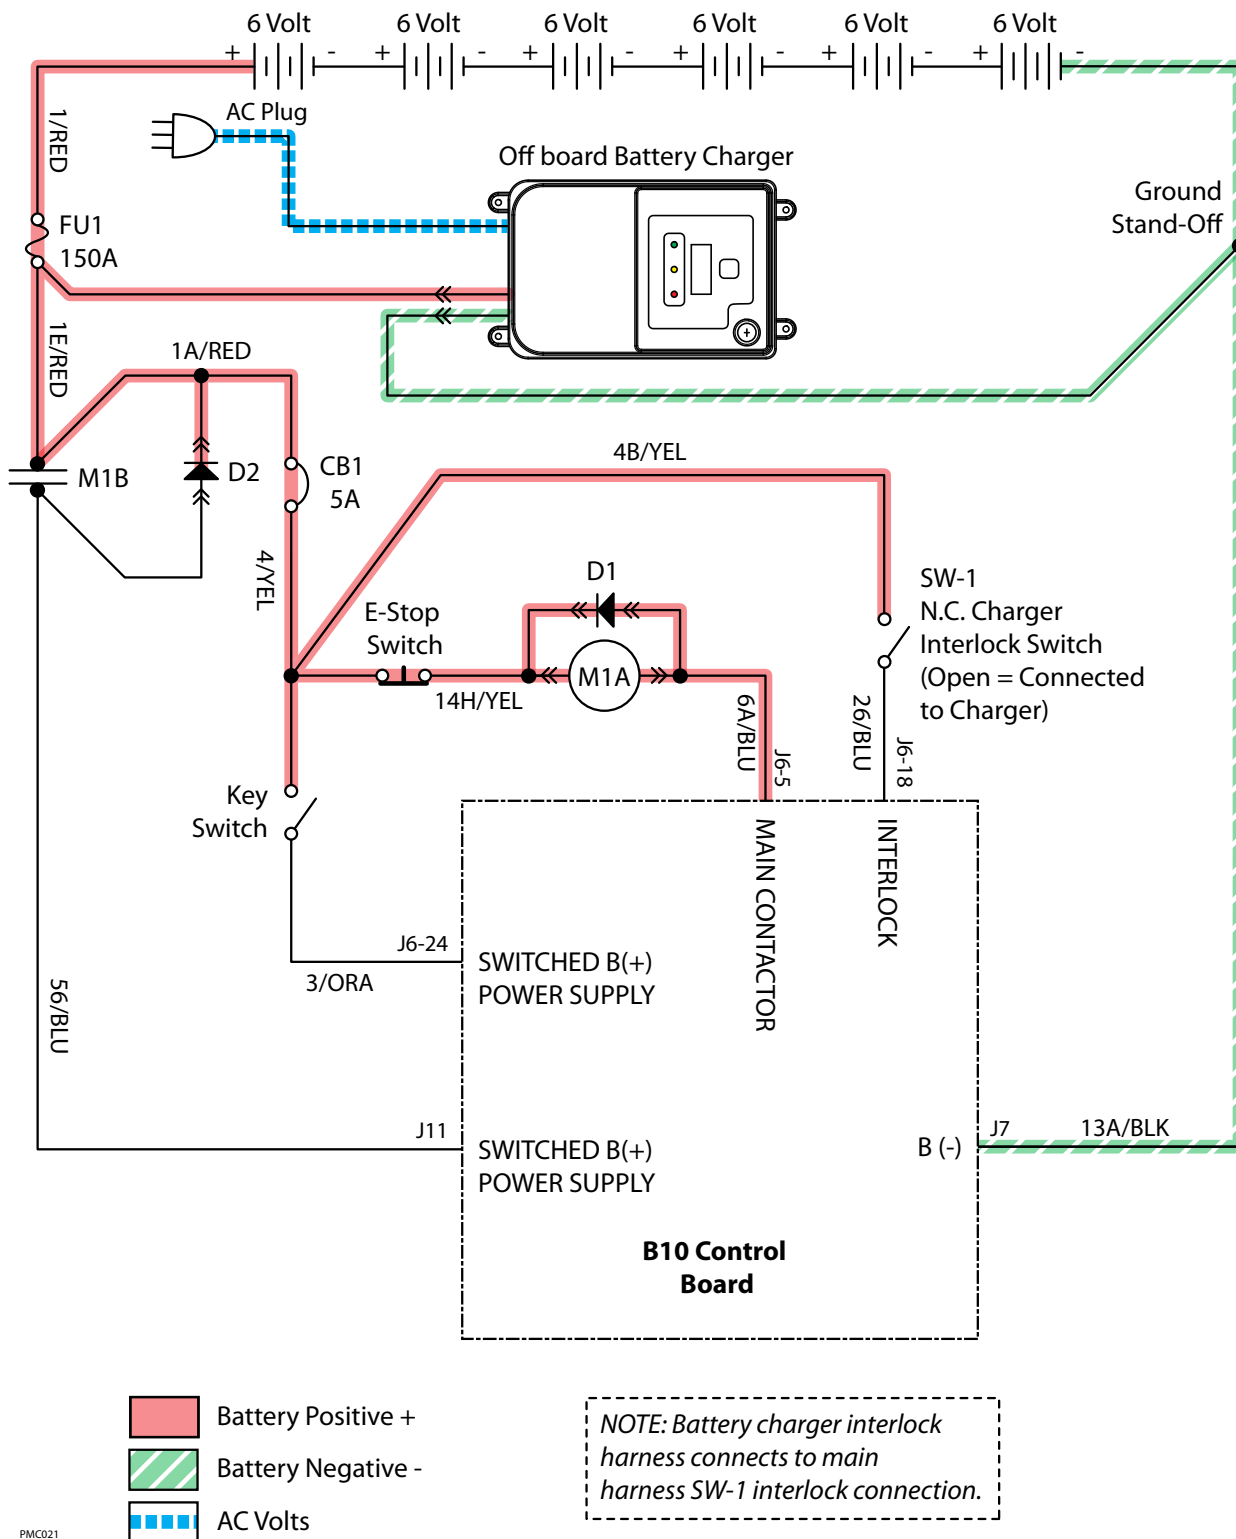 6 Volt 6 Volt 6 Volt 6 Volt 6 Volt 6 Volt
+ - + - + - + - + - + -
1/RED
AC Plug
Off board Battery Charger
Ground
Stand-Off
FU1
150A
1E/RED
1A/RED
M1B
D2
CB1
5A
4B/YEL
4/YEL
D1
E-Stop
Switch
M1A
14H/YEL
SW-1
N.C. Charger
Interlock Switch
(Open = Connected
to Charger)
6A/BLU
J6-5
26/BLU
J6-18
Key
Switch
MAIN CONTACTOR
INTERLOCK
J6-24
3/ORA
SWITCHED B(+)
POWER SUPPLY
56/BLU
J11
SWITCHED B(+)
POWER SUPPLY
B (-)
J7
13A/BLK
B10 Control
Board
Battery Positive +
Battery Negative -
AC Volts
NOTE: Battery charger interlock
harness connects to main
harness SW-1 interlock connection.
PMC021